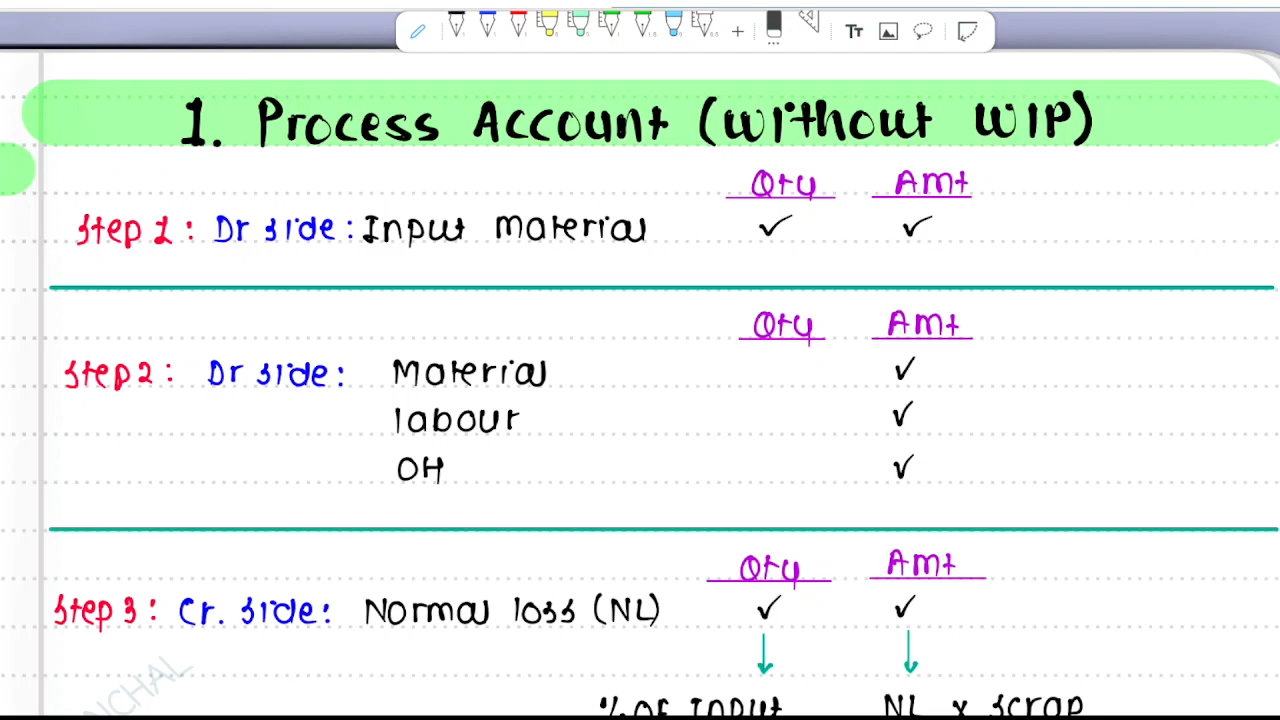 1. Process Account (without WIP)
Qty Amt
Step 1: Dr side: Input Material ✓ ✓
Qty Amt
Step 2: Dr side: Material ✓
labour ✓
OH ✓
Qty Amt
Step 3: Cr. side: Normal loss (NL) ✓ ✓
% of Input NL x scrap
NCHAL